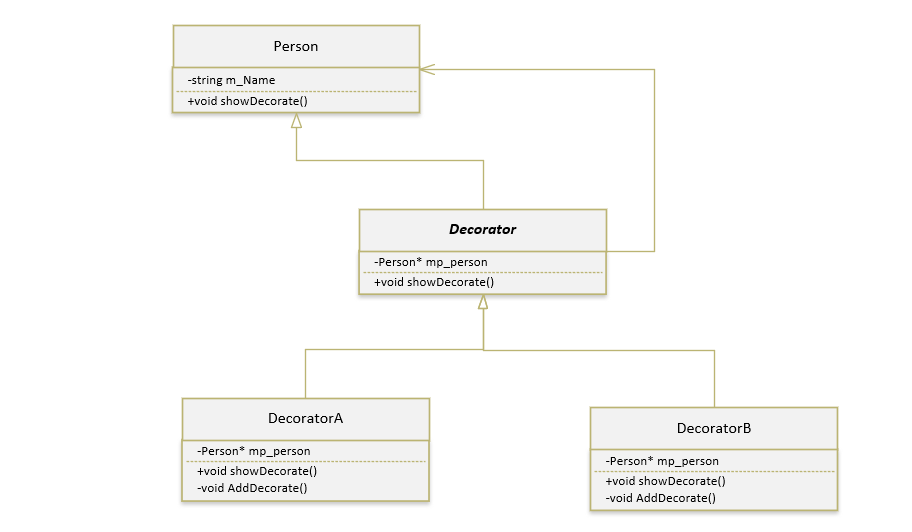 Person
-string m_Name
+void showDecorate()
Decorator
-Person* mp_person
+void showDecorate()
DecoratorA
-Person* mp_person
+void showDecorate()
-void AddDecorate()
DecoratorB
-Person* mp_person
+void showDecorate()
-void AddDecorate()